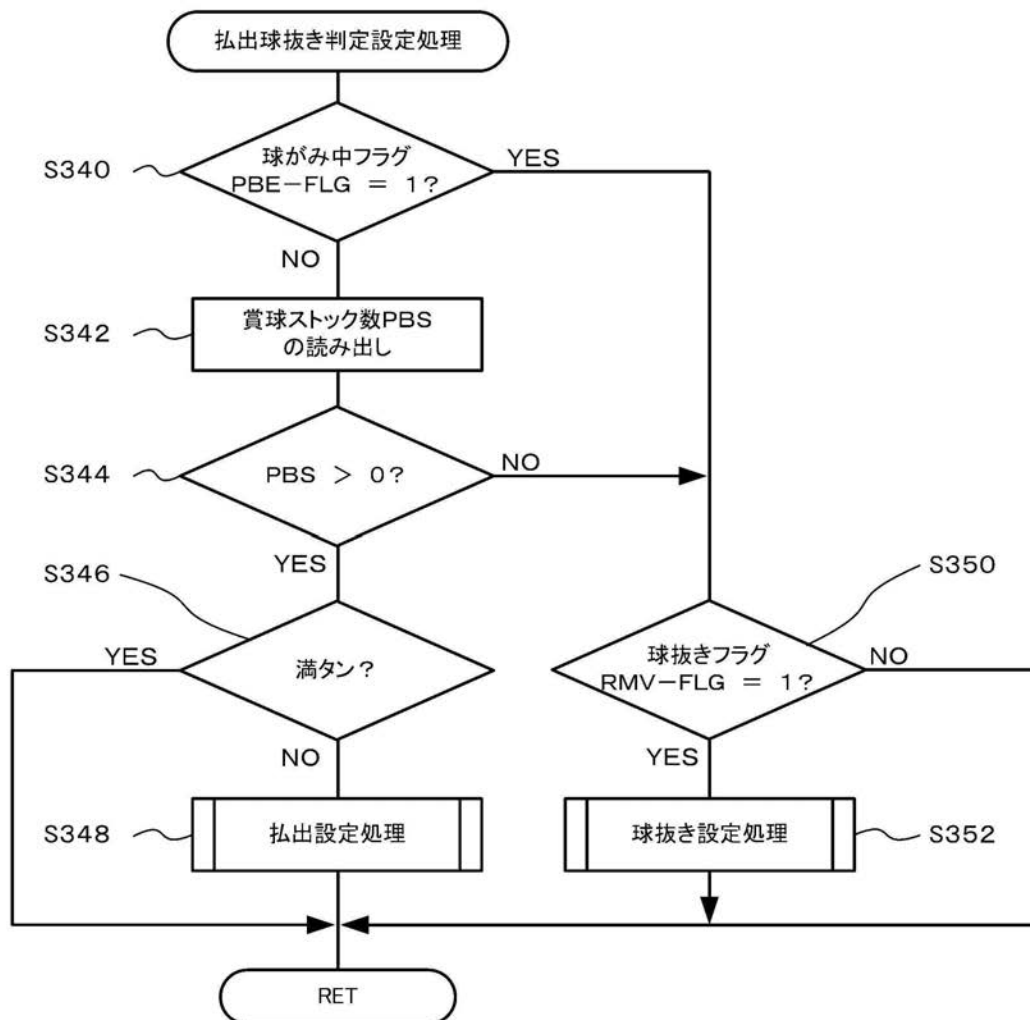 払出球抜き判定設定処理
S340
球がみ中フラグ
PBE－FLG ＝ 1？
YES
NO
S342
賞球ストック数PBS
の読み出し
S344
PBS ＞ 0？
NO
YES
S346
満タン？
YES
NO
S350
球抜きフラグ
RMV－FLG ＝ 1？
NO
YES
S348
払出設定処理
球抜き設定処理
S352
RET